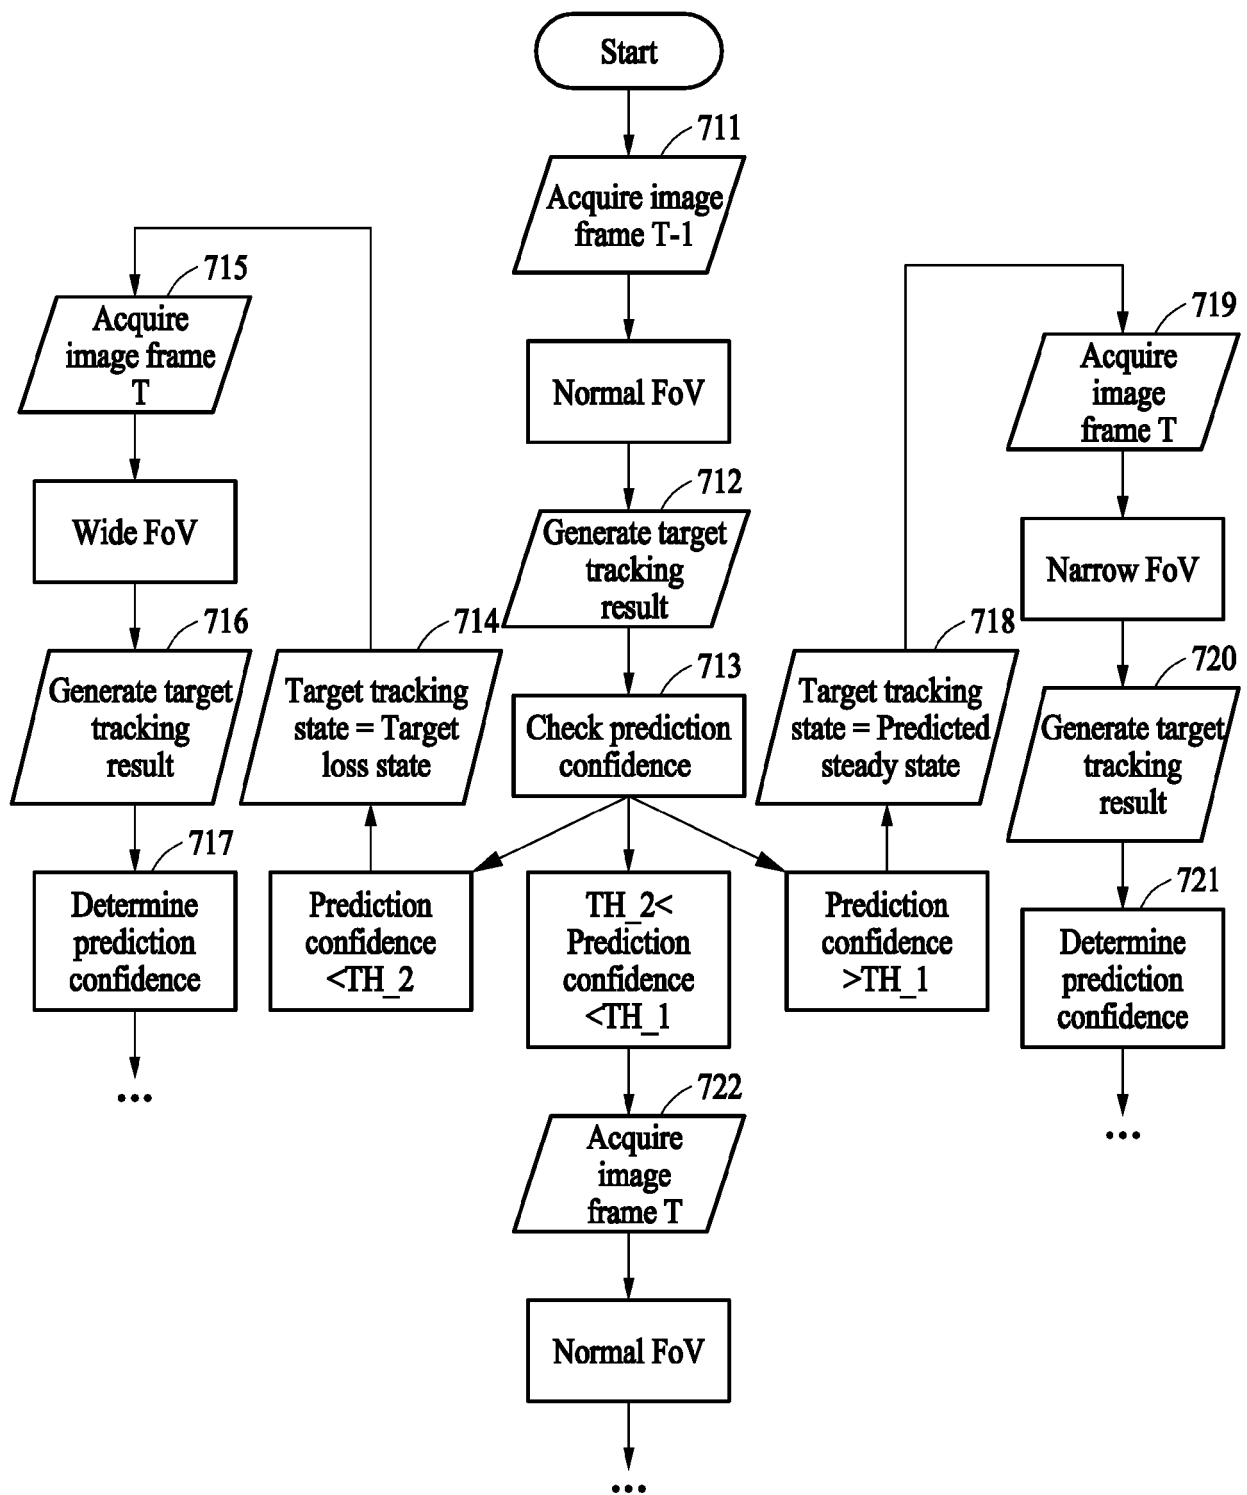 Start
711
Acquire image
frame T-1
Normal FoV
712
Generate target
tracking
result
713
Check prediction
confidence
Prediction
confidence
<TH_2
714
Target tracking
state = Target
loss state
715
Acquire
image frame
T
Wide FoV
716
Generate target
tracking
result
717
Determine
prediction
confidence
...
TH_2<
Prediction
confidence
<TH_1
722
Acquire
image
frame T
Normal FoV
...
Prediction
confidence
>TH_1
718
Target tracking
state = Predicted
steady state
719
Acquire
image
frame T
Narrow FoV
720
Generate target
tracking
result
721
Determine
prediction
confidence
...